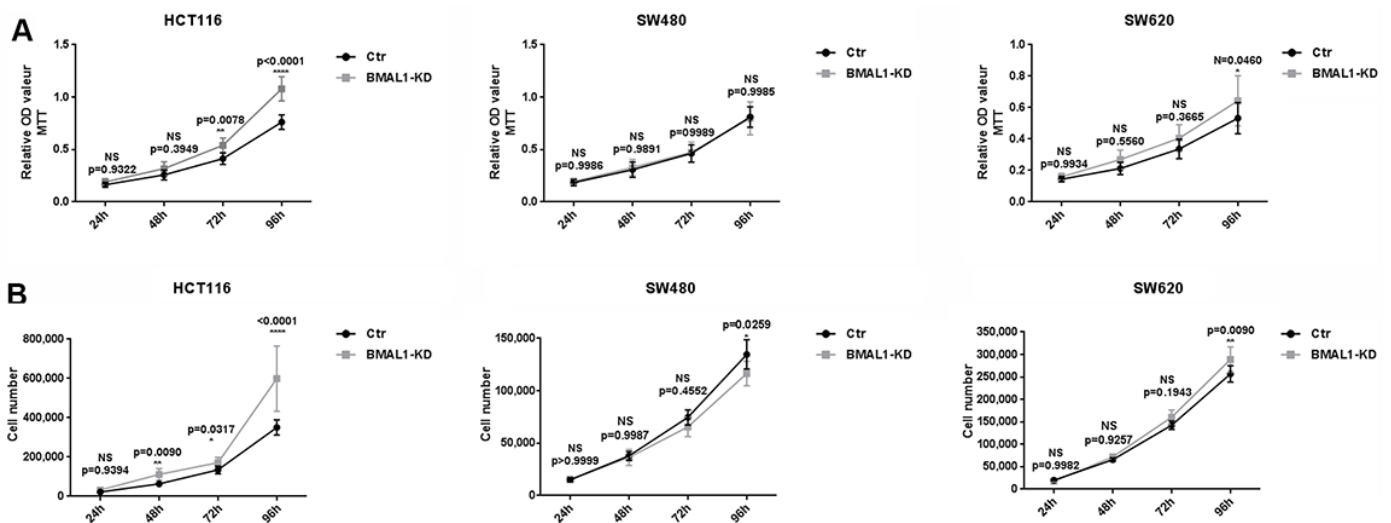 A
HCT116
Relative OD valeur
MTT
1.5
1.0
0.5
0.0
NS
p=0.9322
NS
p=0.3949
p=0.0078
**
p<0.0001
****
24h
48h
72h
96h
Ctr
BMAL1-KD
SW480
Relative OD valeur
MTT
1.5
1.0
0.5
0.0
NS
p=0.9986
NS
p=0.9891
NS
p=09989
NS
p=0.9985
24h
48h
72h
96h
Ctr
BMAL1-KD
SW620
Relative OD valeur
MTT
1.0
0.8
0.6
0.4
0.2
0.0
NS
p=0.9934
NS
p=0.5560
NS
p=0.3665
N=0.0460
*
24h
48h
72h
96h
Ctr
BMAL1-KD
B
HCT116
Cell number
800,000
600,000
400,000
200,000
0
NS
p=0.9394
p=0.0090
**
p=0.0317
*
<0.0001
****
24h
48h
72h
96h
Ctr
BMAL1-KD
SW480
Cell number
150,000
100,000
50,000
0
NS
p>0.9999
NS
p=0.9987
NS
p=0.4552
p=0.0259
*
24h
48h
72h
96h
Ctr
BMAL1-KD
SW620
Cell number
350,000
300,000
250,000
200,000
150,000
100,000
50,000
0
NS
p=0.9982
NS
p=0.9257
NS
p=0.1943
p=0.0090
**
24h
48h
72h
96h
Ctr
BMAL1-KD